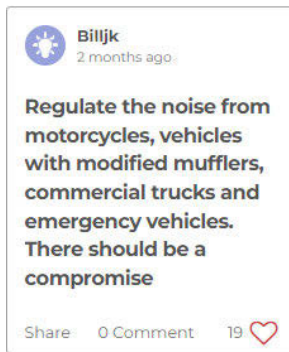 Billjk
2 months ago
Regulate the noise from
motorcycles, vehicles
with modified mufflers,
commercial trucks and
emergency vehicles.
There should be a
compromise
Share 0 Comment 19